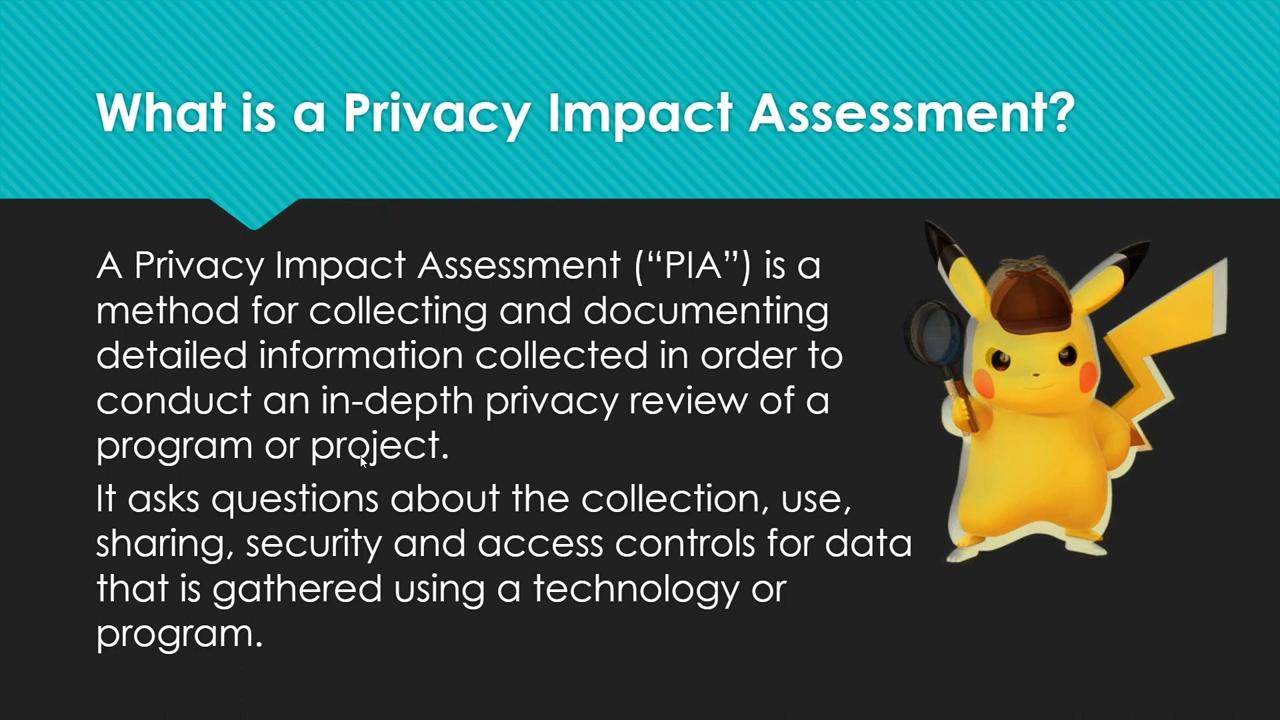 What is a Privacy Impact Assessment?
A Privacy Impact Assessment (“PIA”) is a
method for collecting and documenting
detailed information collected in order to
conduct an in-depth privacy review of a
program or project.
It asks questions about the collection, use,
sharing, security and access controls for data
that is gathered using a technology or
program.